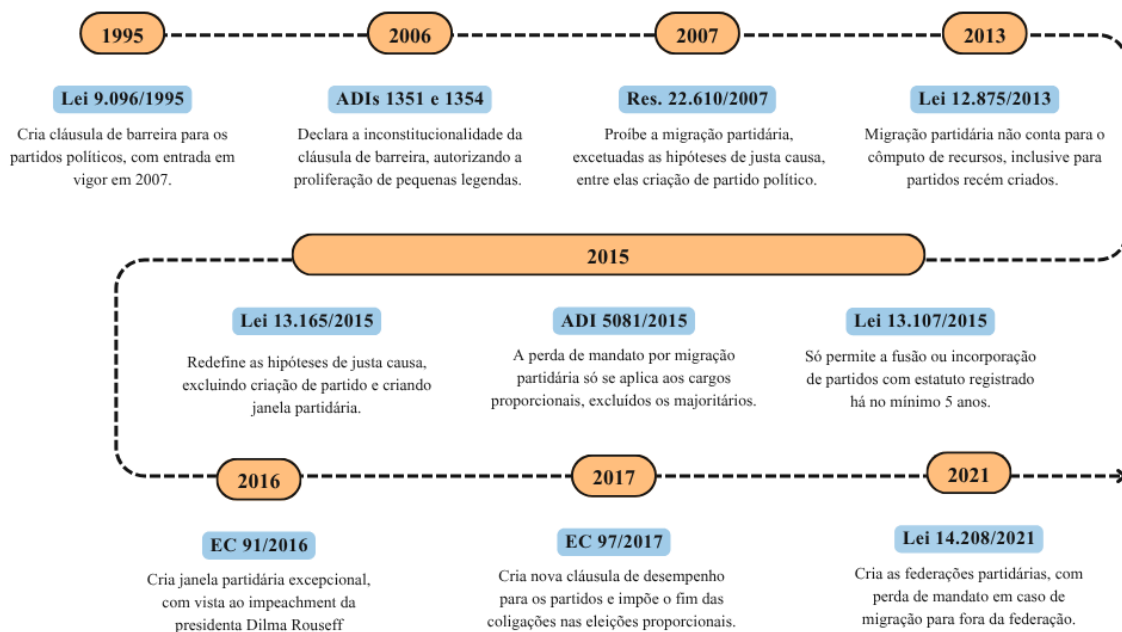 1995
2006
2007
2013
Lei 9.096/1995
Cria cláusula de barreira para os
partidos políticos, com entrada em
vigor em 2007.
ADIs 1351 e 1354
Declara a inconstitucionalidade da
cláusula de barreira, autorizando a
proliferação de pequenas legendas.
Res. 22.610/2007
Proíbe a migração partidária,
excetuadas as hipóteses de justa causa,
entre elas criação de partido político.
Lei 12.875/2013
Migração partidária não conta para o
cômputo de recursos, inclusive para
partidos recém criados.
2015
Lei 13.165/2015
Redefine as hipóteses de justa causa,
excluindo criação de partido e criando
janela partidária.
ADI 5081/2015
A perda de mandato por migração
partidária só se aplica aos cargos
proporcionais, excluídos os majoritários.
Lei 13.107/2015
Só permite a fusão ou incorporação
de partidos com estatuto registrado
há no mínimo 5 anos.
2016
2017
2021
EC 91/2016
Cria janela partidária excepcional,
com vista ao impeachment da
presidenta Dilma Rouseff
EC 97/2017
Cria nova cláusula de desempenho
para os partidos e impõe o fim das
coligações nas eleições proporcionais.
Lei 14.208/2021
Cria as federações partidárias, com
perda de mandato em caso de
migração para fora da federação.